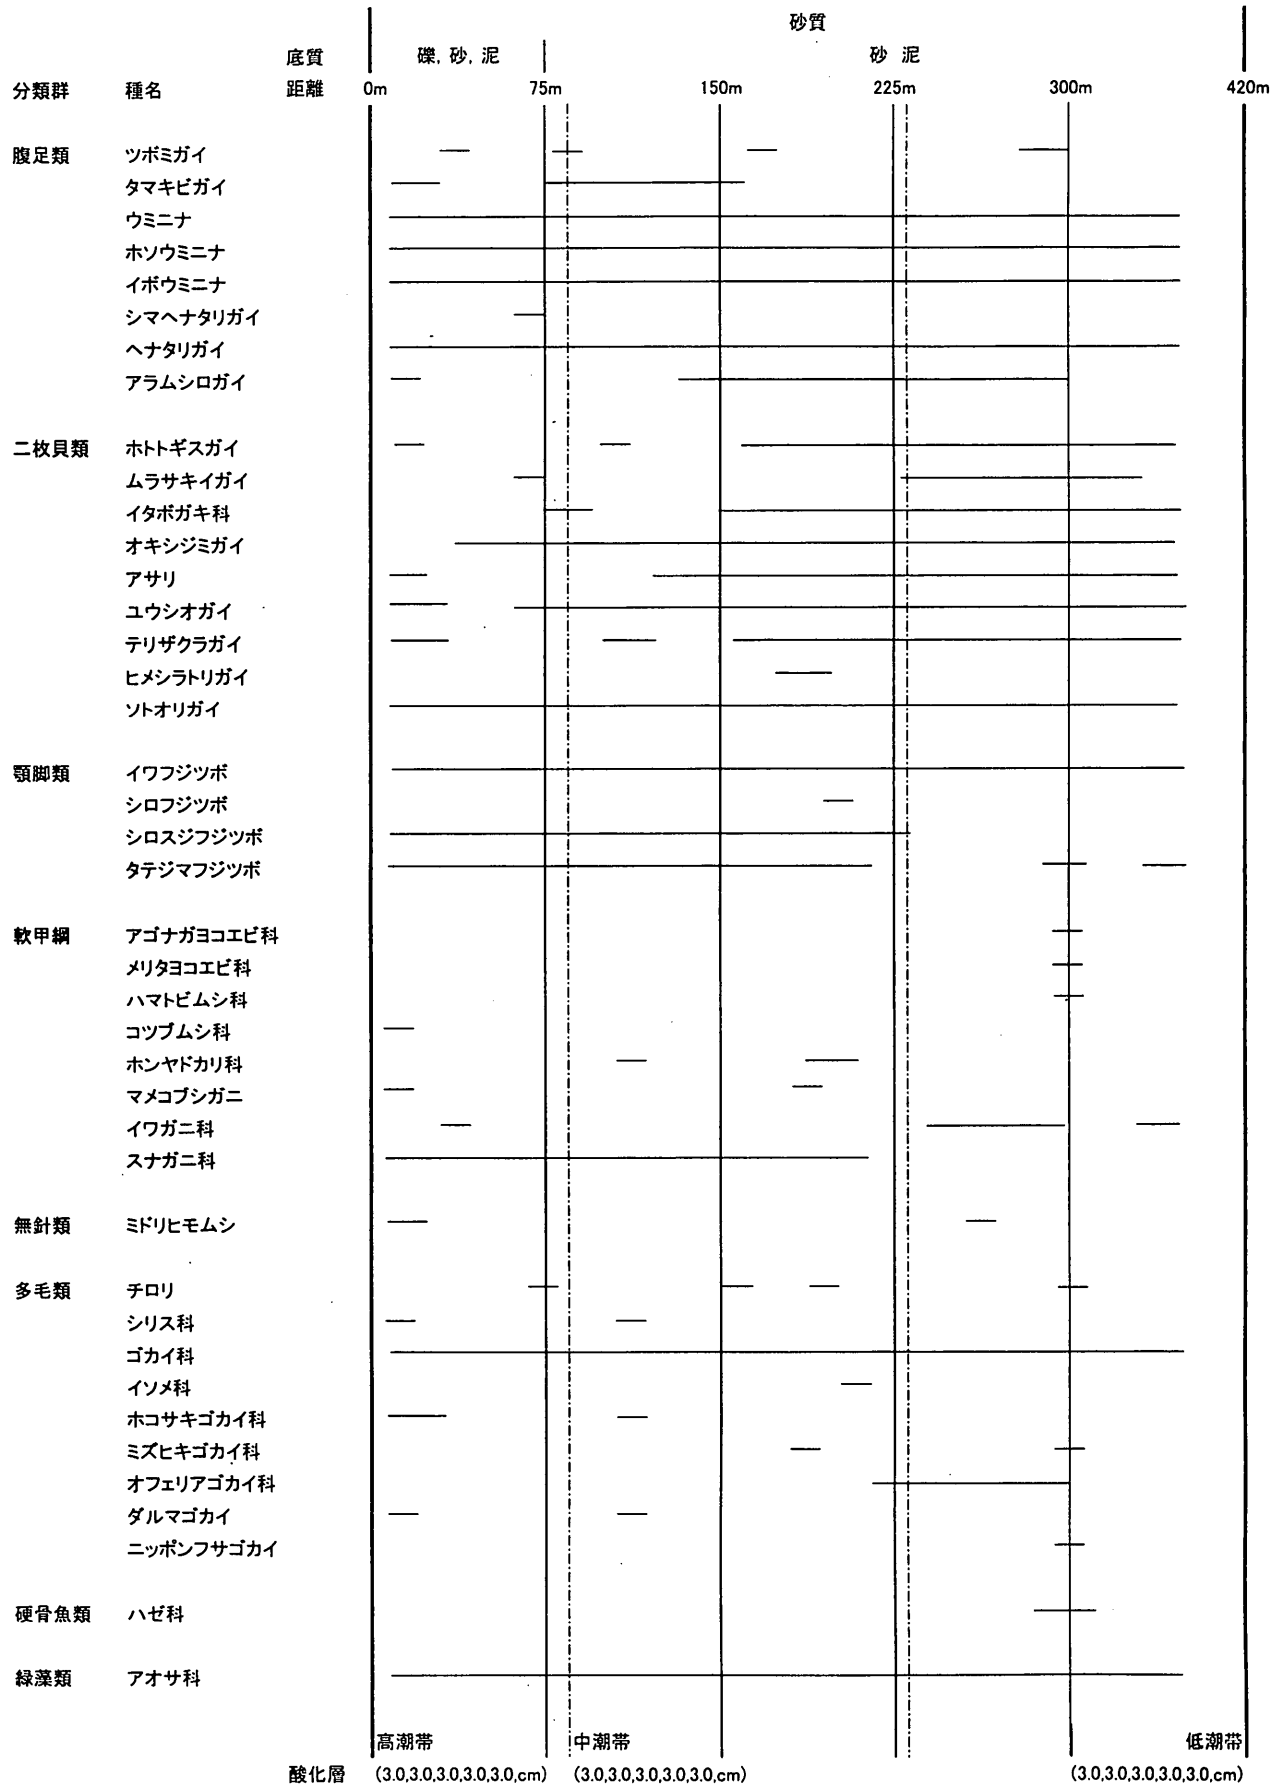 砂質
底質 礫, 砂, 泥 砂 泥
分類群 種名 距離 0m 75m 150m 225m 300m 420m
腹足類 ツボミガイ
タマキビガイ
ウミニナ
ホソウミニナ
イボウミニナ
シマヘナタリガイ
ヘナタリガイ
アラムシロガイ
二枚貝類 ホトトギスガイ
ムラサキイガイ
イタボガキ科
オキシジミガイ
アサリ
ユウシオガイ
テリザクラガイ
ヒメシラトリガイ
ソトオリガイ
顎脚類 イワフジツボ
シロフジツボ
シロスジフジツボ
タテジマフジツボ
軟甲綱 アゴナガヨコエビ科
メリタヨコエビ科
ハマトビムシ科
コツブムシ科
ホンヤドカリ科
マメコブシガニ
イワガニ科
スナガニ科
無針類 ミドリヒモムシ
多毛類 チロリ
シリス科
ゴカイ科
イソメ科
ホコサキゴカイ科
ミズヒキゴカイ科
オフェリアゴカイ科
ダルマゴカイ
ニッポンフサゴカイ
硬骨魚類 ハゼ科
緑藻類 アオサ科
高潮帯 中潮帯 低潮帯
酸化層 (3.0,3.0,3.0,3.0,3.0,cm) (3.0,3.0,3.0,3.0,3.0,cm) (3.0,3.0,3.0,3.0,3.0,cm)